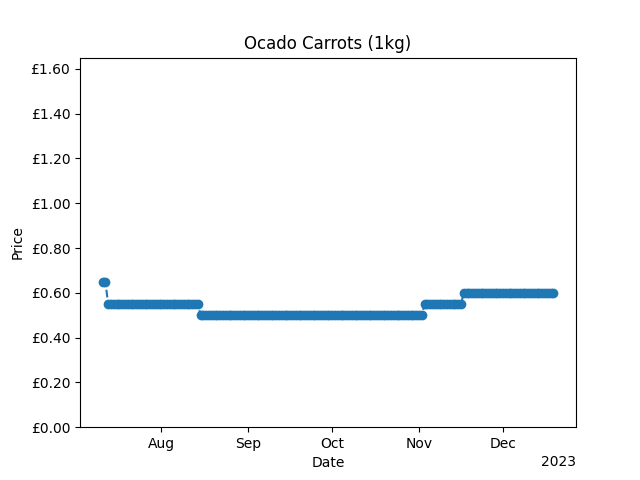 Ocado Carrots (1kg)
£1.60
£1.40
£1.20
£1.00
£0.80
£0.60
£0.40
£0.20
£0.00
Price
Aug Sep Oct Nov Dec
Date
2023